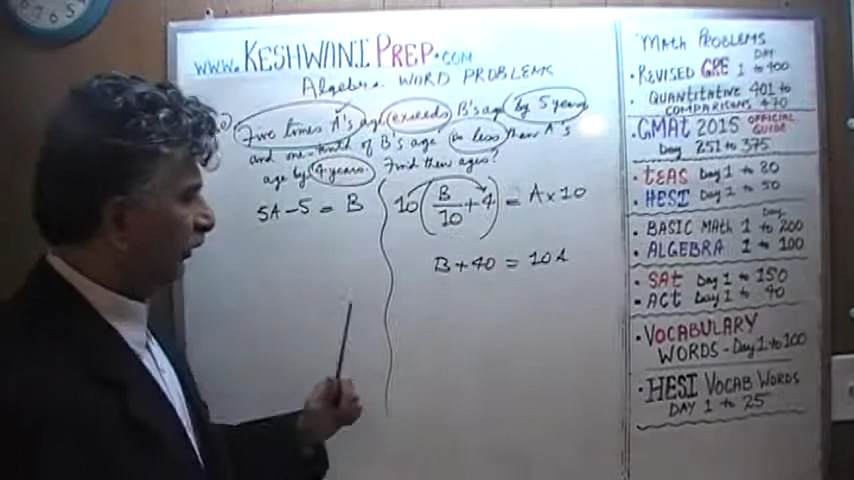 www.KESHWANI PREP.COM
Algebra WORD PROBLEMS
Five times A's age exceeds B's age by 5 years
and one-tenth of B's age is less than A's
age by 4 years. Find their ages?
5A-5 = B
10(B/10+4) = A×10
B+40 = 10A
MATH PROBLEMS
DAY
• REVISED GRE 1 to 400
• QUANTITATIVE 401 to
COMPARISONS 470
• GMAT 2015 OFFICIAL GUIDE
Day 251 to 375
• TEAS Day 1 to 80
• HESI Day 1 to 50
Day
• BASIC MATH 1 to 200
• ALGEBRA 1 to 100
• SAT Day 1 to 150
• ACT Day 1 to 40
• VOCABULARY
WORDS - Day 1 to 100
• HESI VOCAB WORDS
DAY 1 to 25
7 6 5